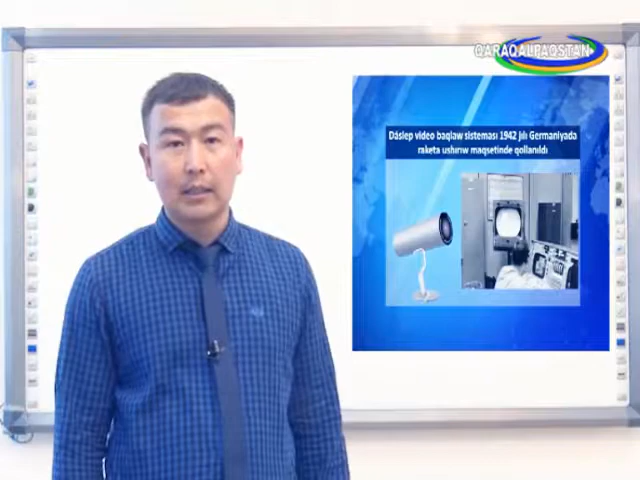 QARAQALPAQSTAN
Dáslep video baqlaw sisteması 1942 jılı Germaniyada
raketa ushırıw maqsetinde qollanıldı